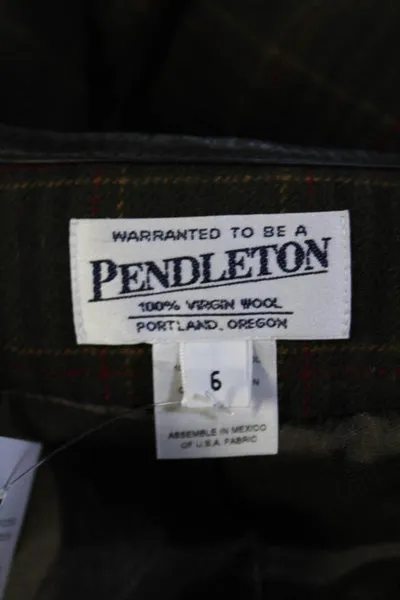 WARRANTED TO BE A
PENDLETON
100% VIRGIN WOOL
PORTLAND, OREGON
6
ASSEMBLE IN MEXICO
OF U.S.A. FABRIC